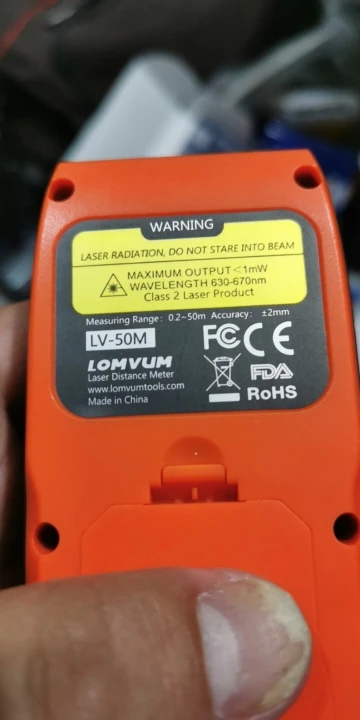 WARNING
LASER RADIATION, DO NOT STARE INTO BEAM
MAXIMUM OUTPUT<1mW
WAVELENGTH 630-670nm
Class 2 Laser Product
Measuring Range: 0.2~50m Accuracy: ±2mm
LV-50M
FC CE
LOMVUM
Laser Distance Meter
www.lomvumtools.com
Made in China
FDA
RoHS